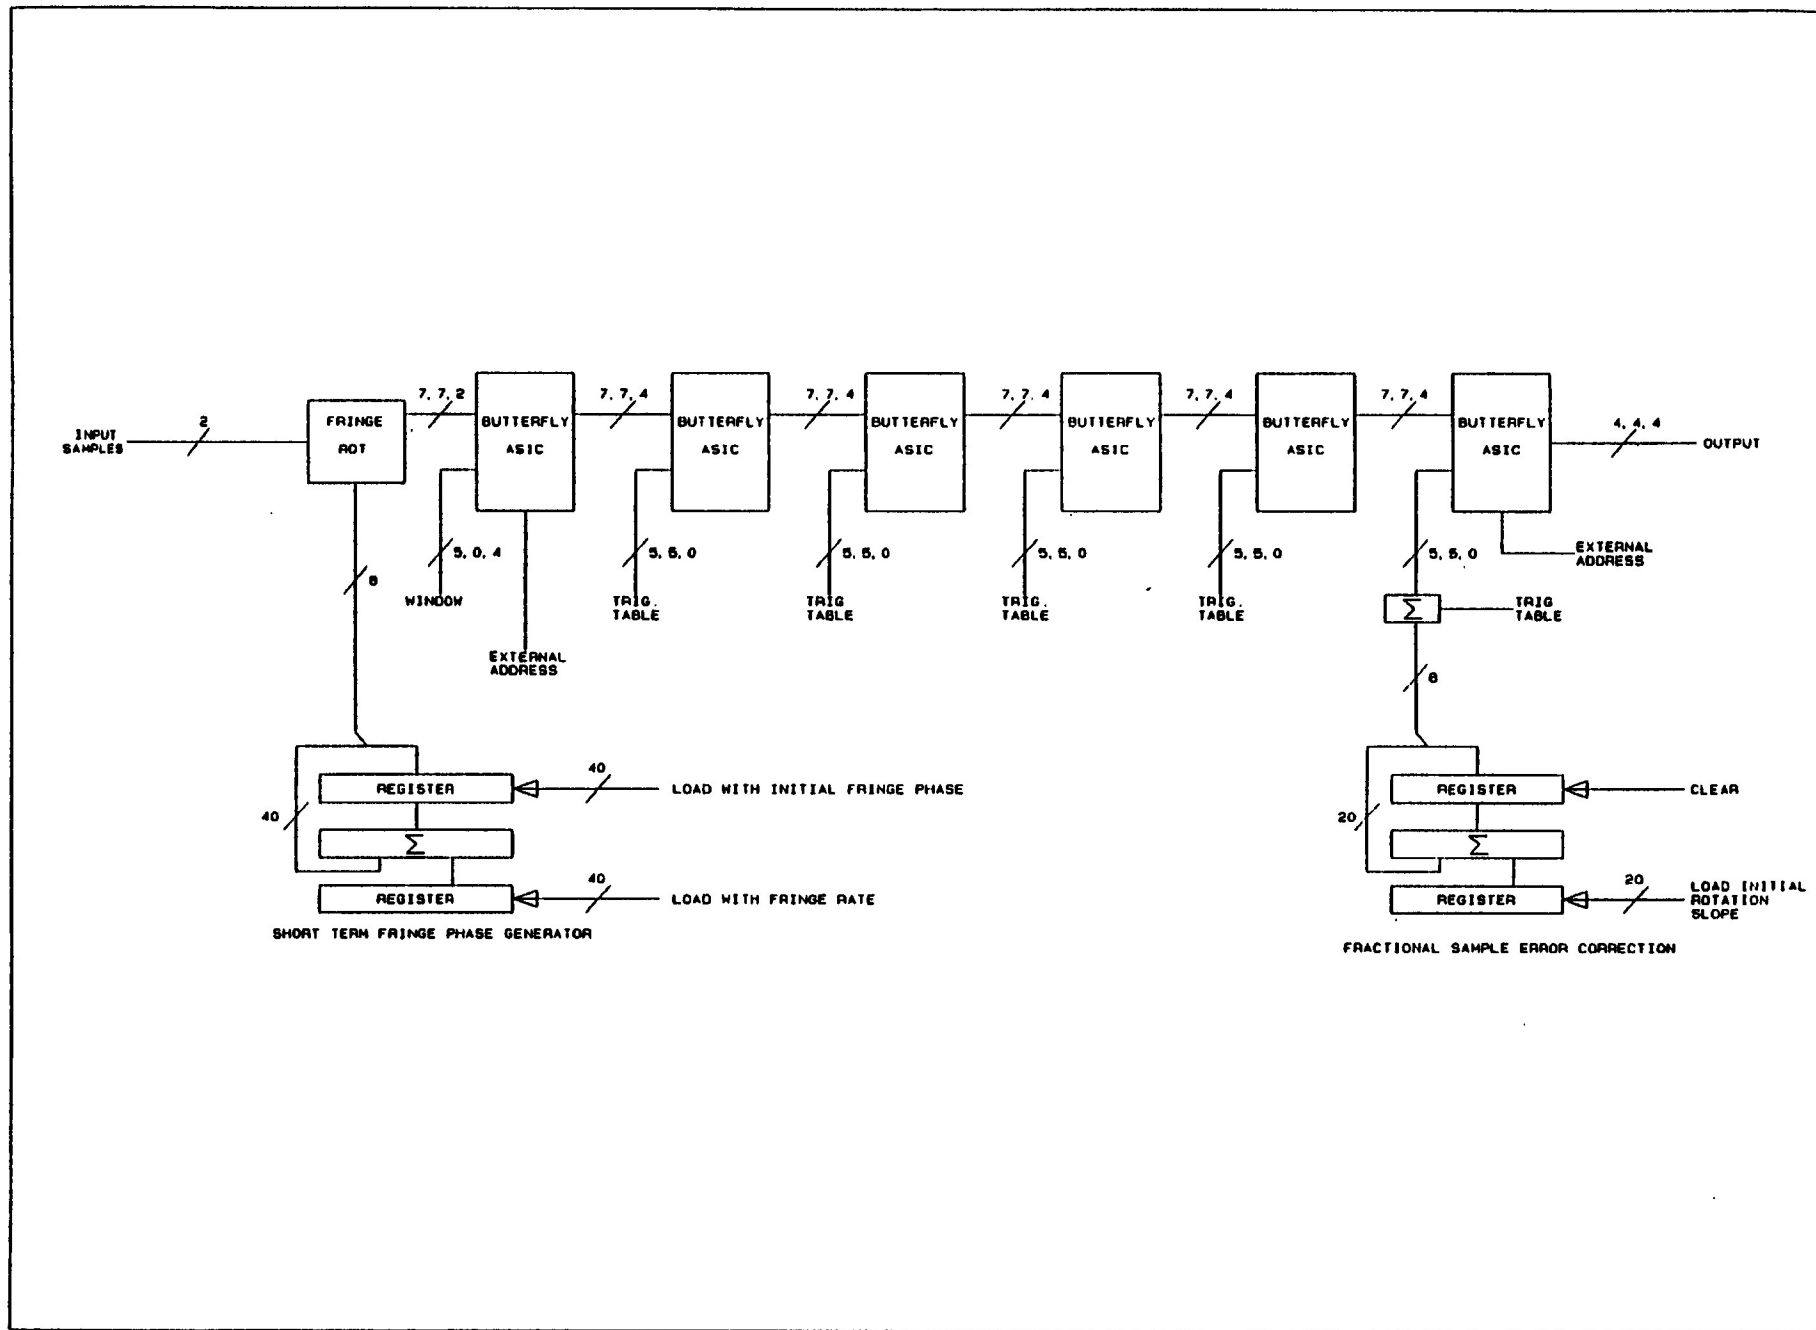 7, 7, 2
7, 7, 4
7, 7, 4
7, 7, 4
7, 7, 4
7, 7, 4
INPUT
SAMPLES
2
FRINGE
ROT
BUTTERFLY
ASIC
BUTTERFLY
ASIC
BUTTERFLY
ASIC
BUTTERFLY
ASIC
BUTTERFLY
ASIC
BUTTERFLY
ASIC
4, 4, 4
OUTPUT
8
5, 0, 4
WINDOW
EXTERNAL
ADDRESS
5, 5, 0
TRIG.
TABLE
5, 5, 0
TRIG
TABLE
5, 5, 0
TRIG.
TABLE
5, 5, 0
TRIG.
TABLE
5, 5, 0
EXTERNAL
ADDRESS
Σ
TRIG
TABLE
8
40
REGISTER
40
LOAD WITH INITIAL FRINGE PHASE
Σ
REGISTER
40
LOAD WITH FRINGE RATE
SHORT TERM FRINGE PHASE GENERATOR
20
REGISTER
CLEAR
Σ
REGISTER
20
LOAD INITIAL
ROTATION
SLOPE
FRACTIONAL SAMPLE ERROR CORRECTION